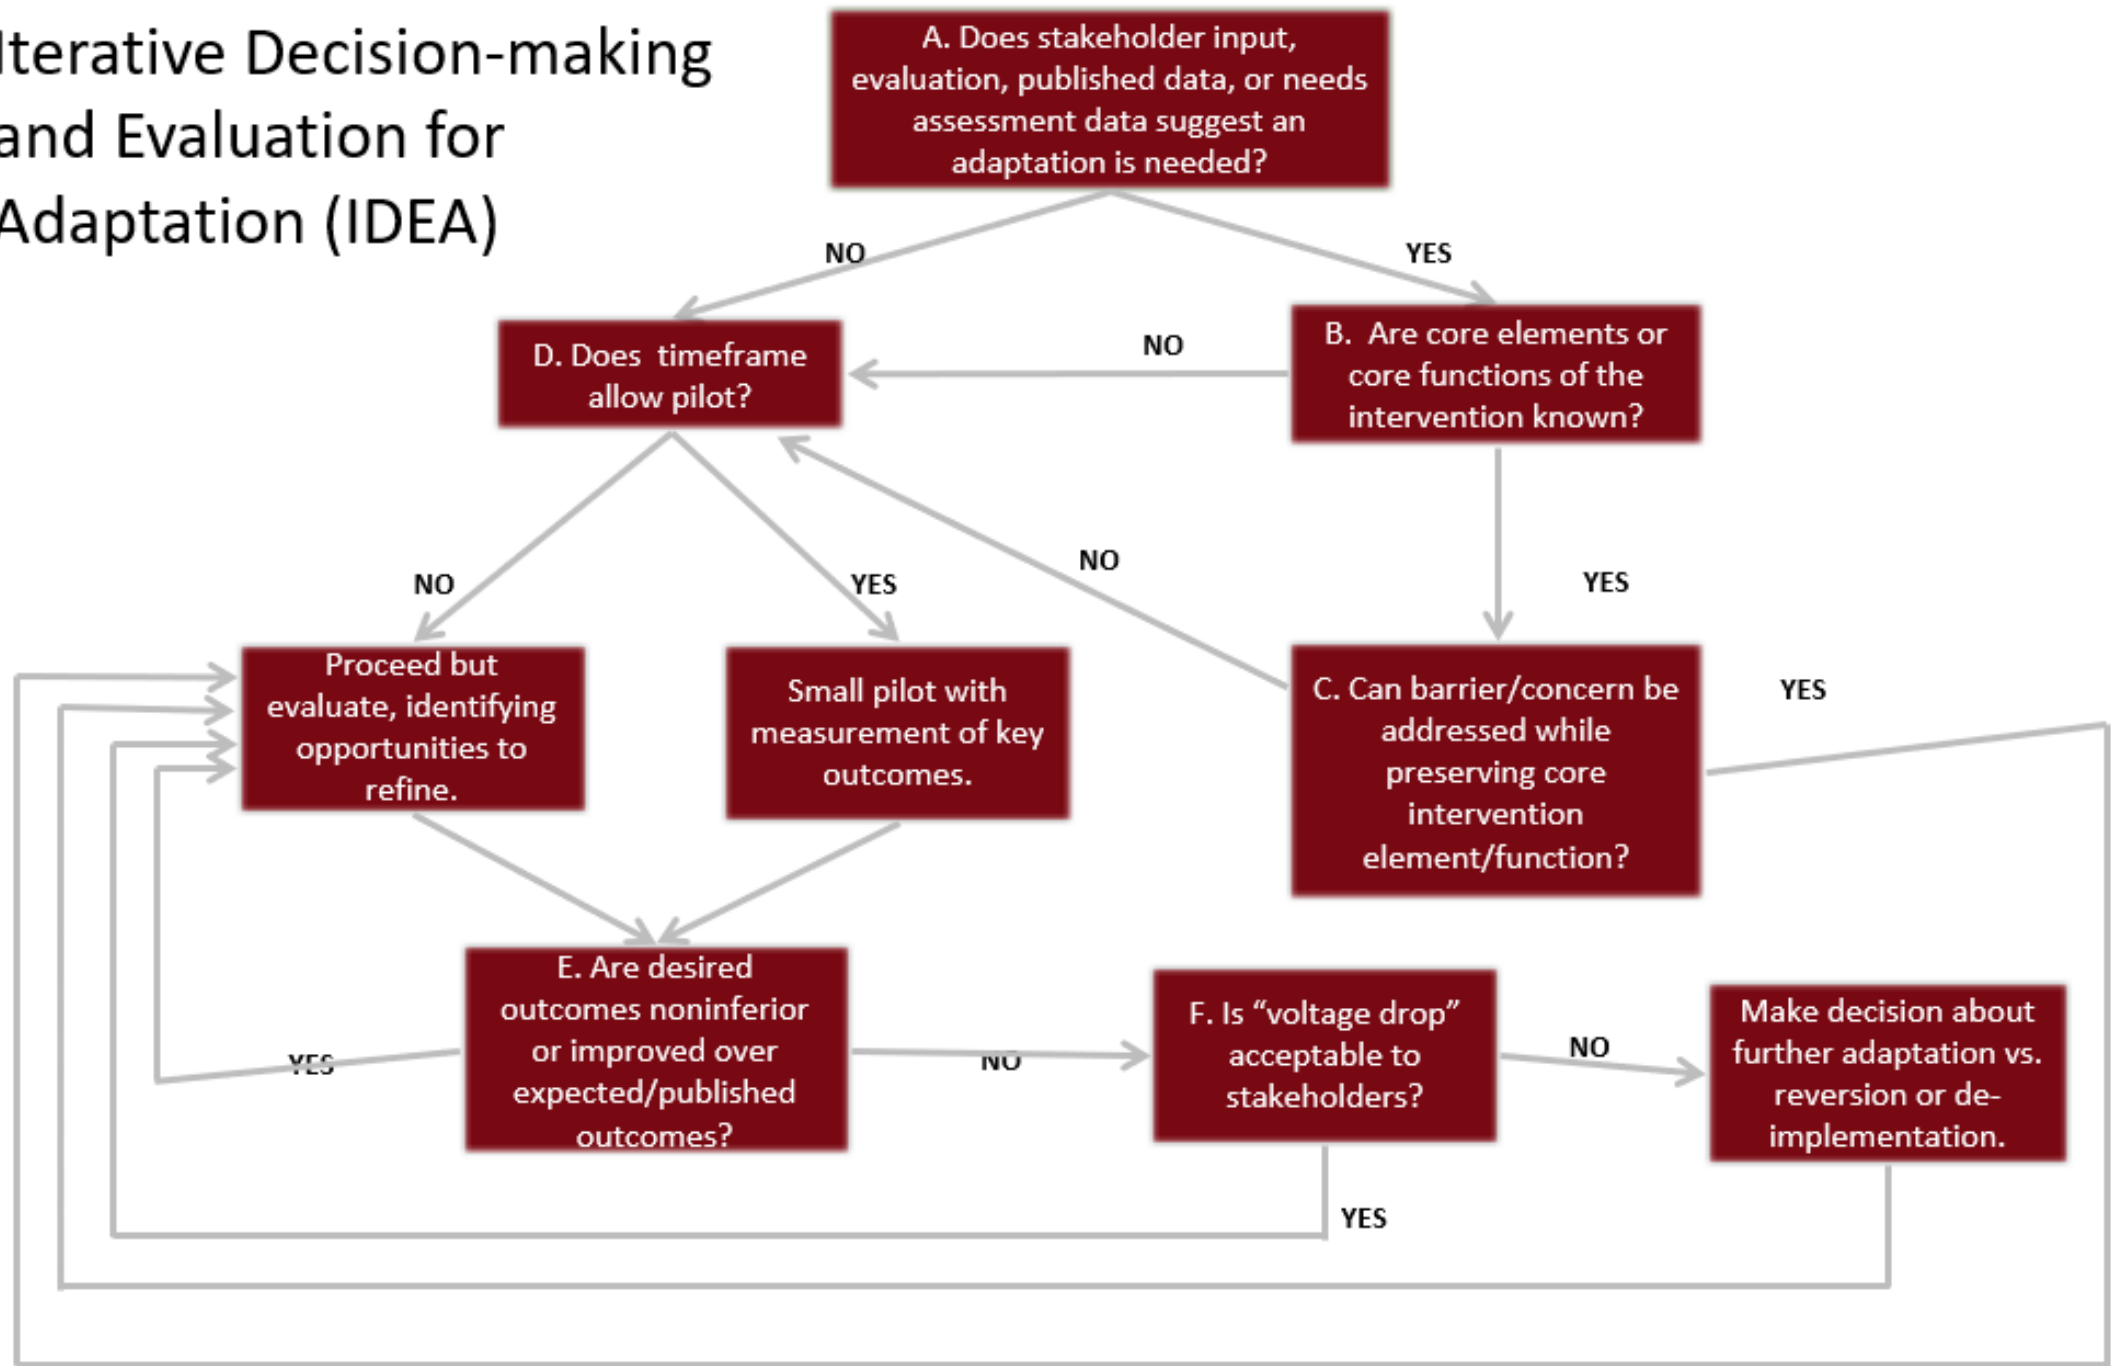 Iterative Decision-making
and Evaluation for
Adaptation (IDEA)
A. Does stakeholder input,
evaluation, published data, or needs
assessment data suggest an
adaptation is needed?
NO
YES
D. Does timeframe
allow pilot?
NO
B. Are core elements or
core functions of the
intervention known?
NO
YES
NO
YES
Proceed but
evaluate, identifying
opportunities to
refine.
Small pilot with
measurement of key
outcomes.
C. Can barrier/concern be
addressed while
preserving core
intervention
element/function?
YES
E. Are desired
outcomes noninferior
or improved over
expected/published
outcomes?
YES
NO
F. Is “voltage drop”
acceptable to
stakeholders?
NO
Make decision about
further adaptation vs.
reversion or de-
implementation.
YES